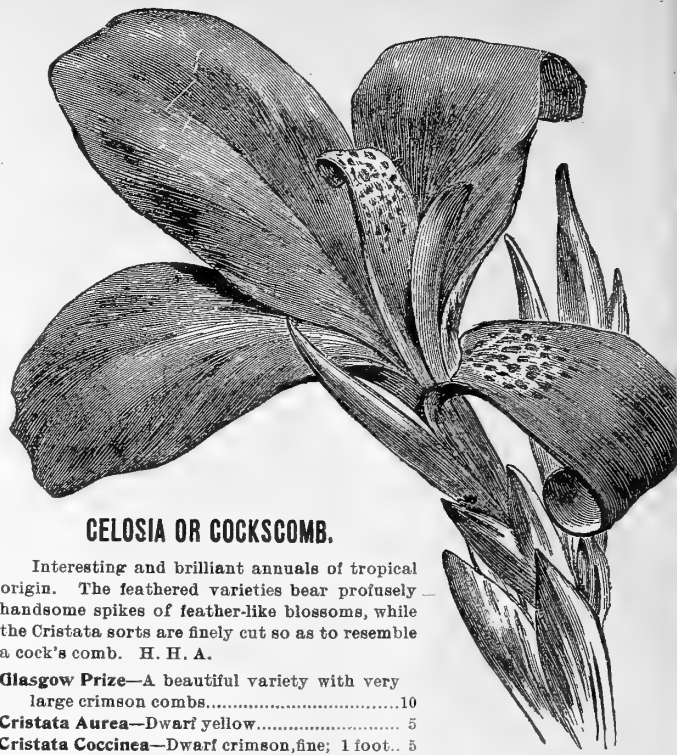 CELOSIA OR COCKSCOMB.
Interesting and brilliant annuals of tropical
origin. The feathered varieties bear profusely
handsome spikes of feather-like blossoms, while
the Cristata sorts are finely cut so as to resemble
a cock's comb. H. H. A.
Glasgow Prize—A beautiful variety with very
large crimson combs..................................10
Cristata Aurea—Dwarf yellow.......................... 5
Cristata Coccinea—Dwarf crimson,fine; 1 foot.. 5